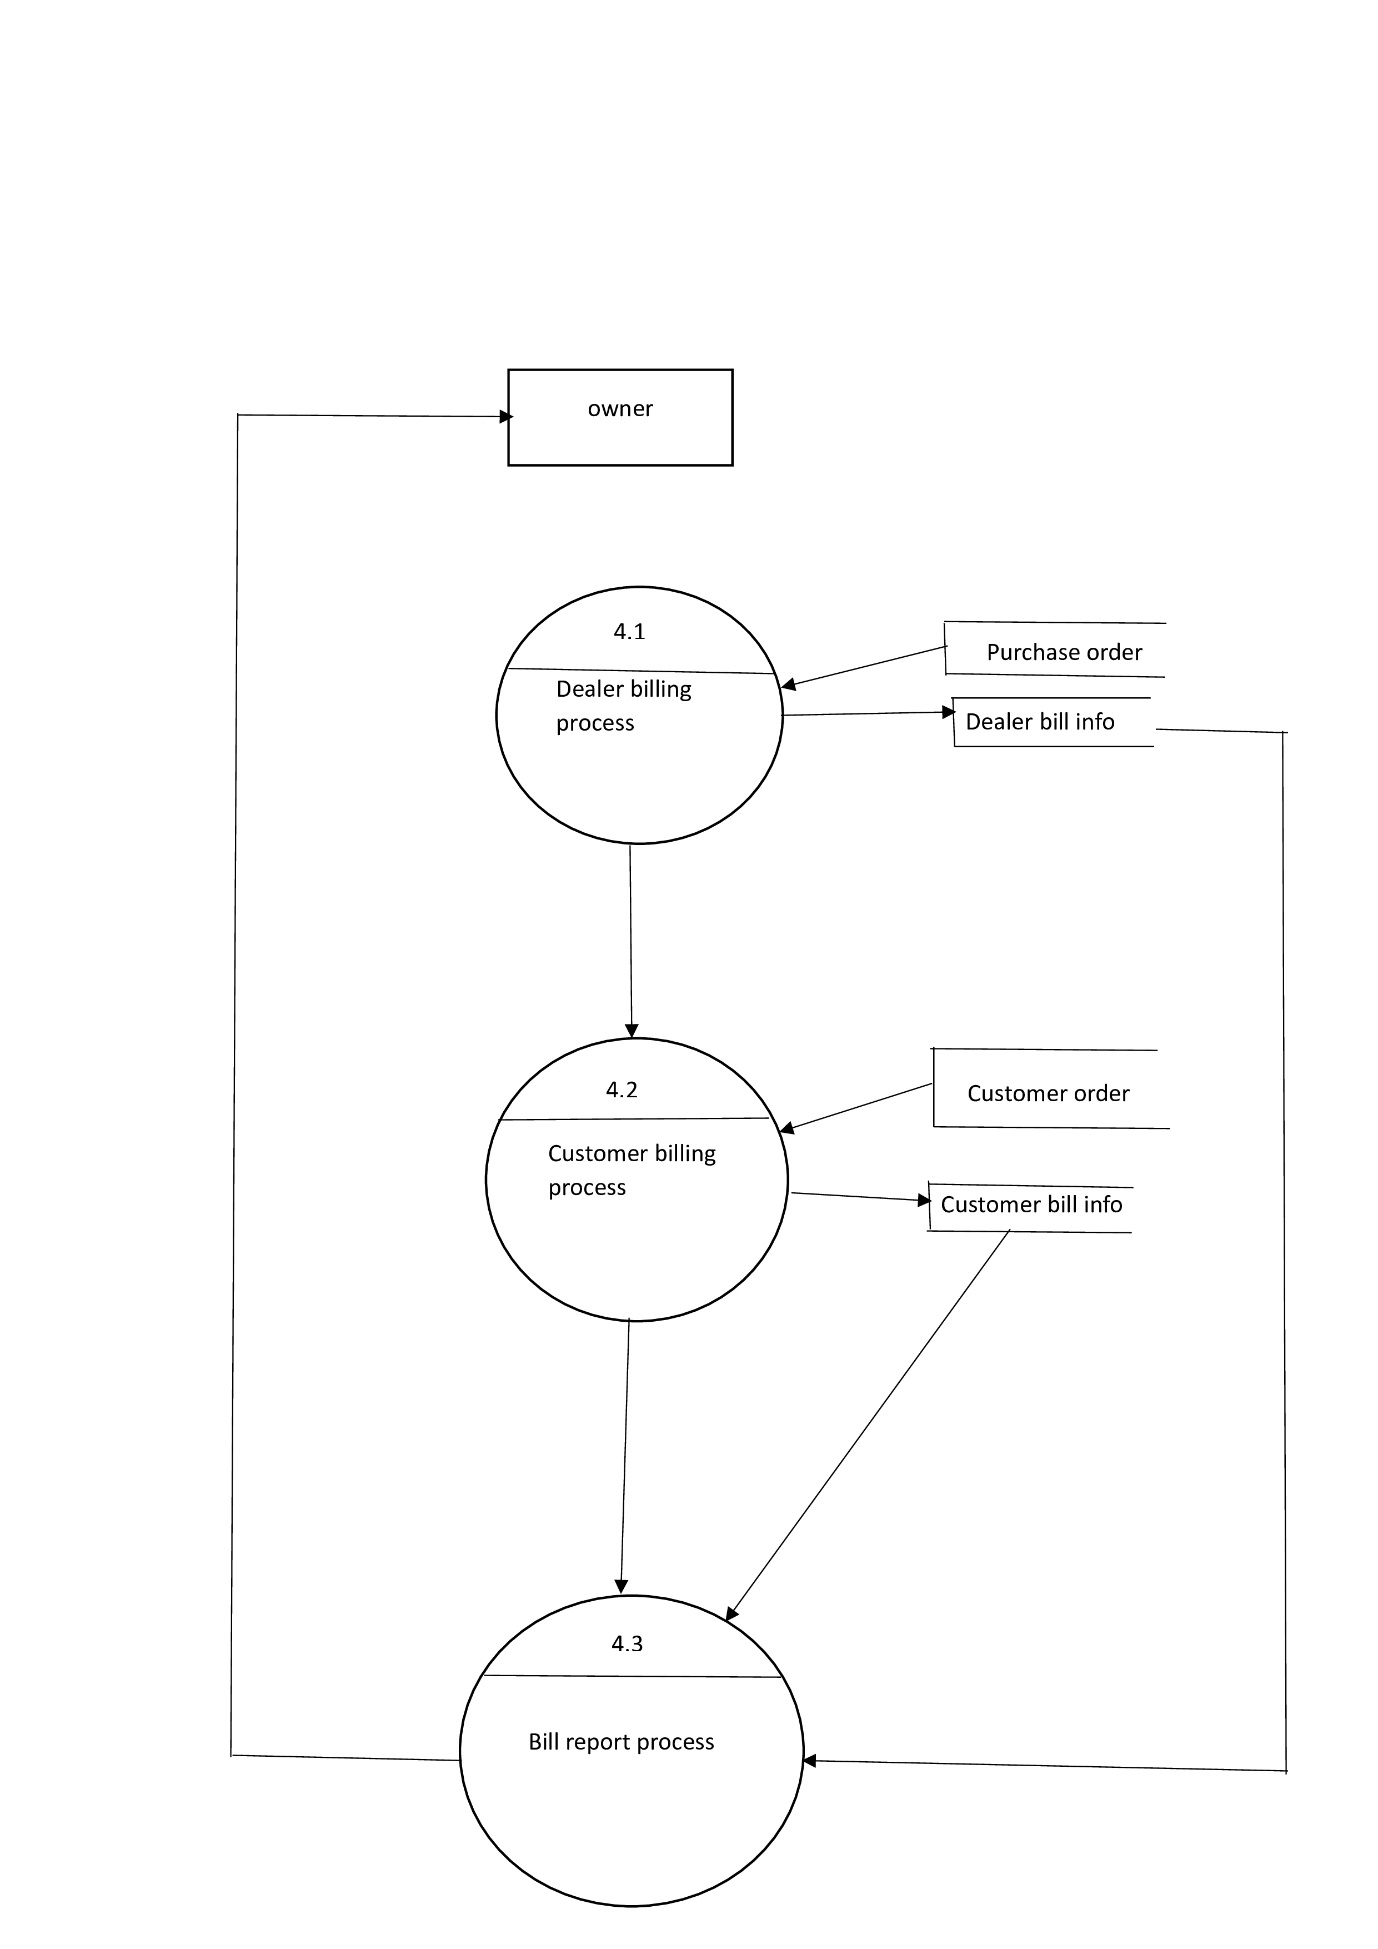 owner
4.1
Dealer billing
process
Purchase order
Dealer bill info
4.2
Customer billing
process
Customer order
Customer bill info
4.3
Bill report process